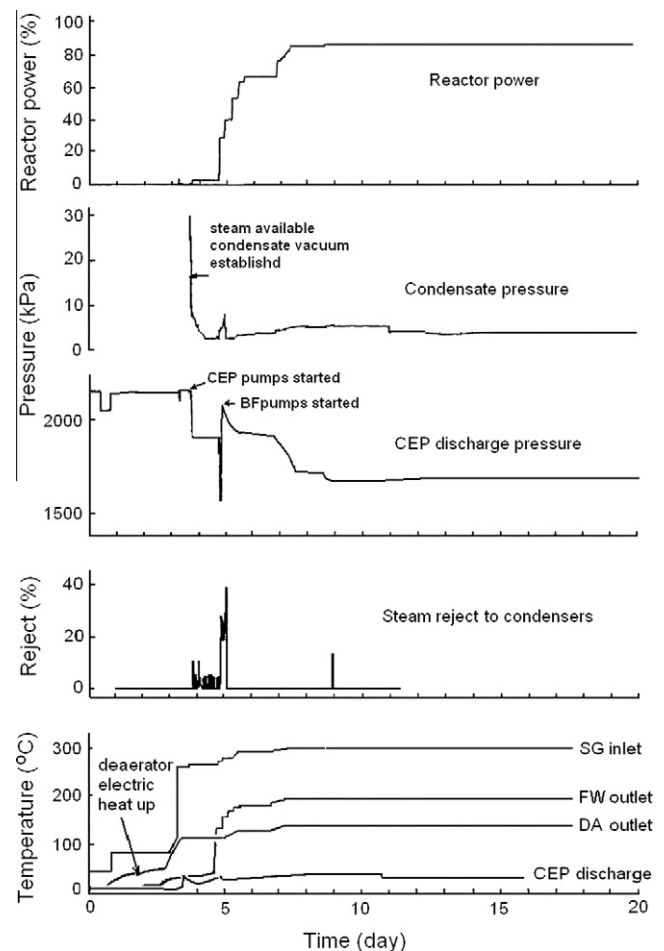 Reactor power (%)
100
80
60
40
20
0
Reactor power
Pressure (kPa)
30
20
10
0
steam available
condensate vacuum
establishd
Condensate pressure
2000
1500
CEP pumps started
BFpumps started
CEP discharge pressure
Reject (%)
40
20
0
Steam reject to condensers
Temperature (°C)
300
200
100
0
deaerator
electric
heat up
SG inlet
FW outlet
DA outlet
CEP discharge
0 5 10 15 20
Time (day)